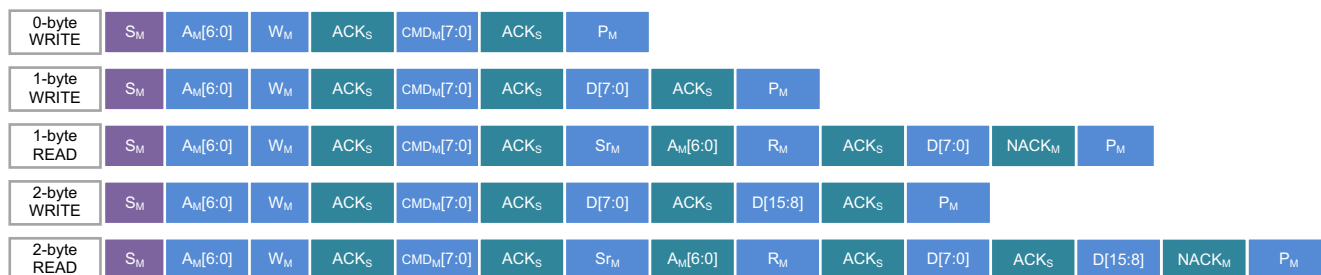 0-byte
WRITE
S_M A_M[6:0] W_M ACK_S CMD_M[7:0] ACK_S P_M
1-byte
WRITE
S_M A_M[6:0] W_M ACK_S CMD_M[7:0] ACK_S D[7:0] ACK_S P_M
1-byte
READ
S_M A_M[6:0] W_M ACK_S CMD_M[7:0] ACK_S Sr_M A_M[6:0] R_M ACK_S D[7:0] NACK_M P_M
2-byte
WRITE
S_M A_M[6:0] W_M ACK_S CMD_M[7:0] ACK_S D[7:0] ACK_S D[15:8] ACK_S P_M
2-byte
READ
S_M A_M[6:0] W_M ACK_S CMD_M[7:0] ACK_S Sr_M A_M[6:0] R_M ACK_S D[7:0] ACK_S D[15:8] NACK_M P_M